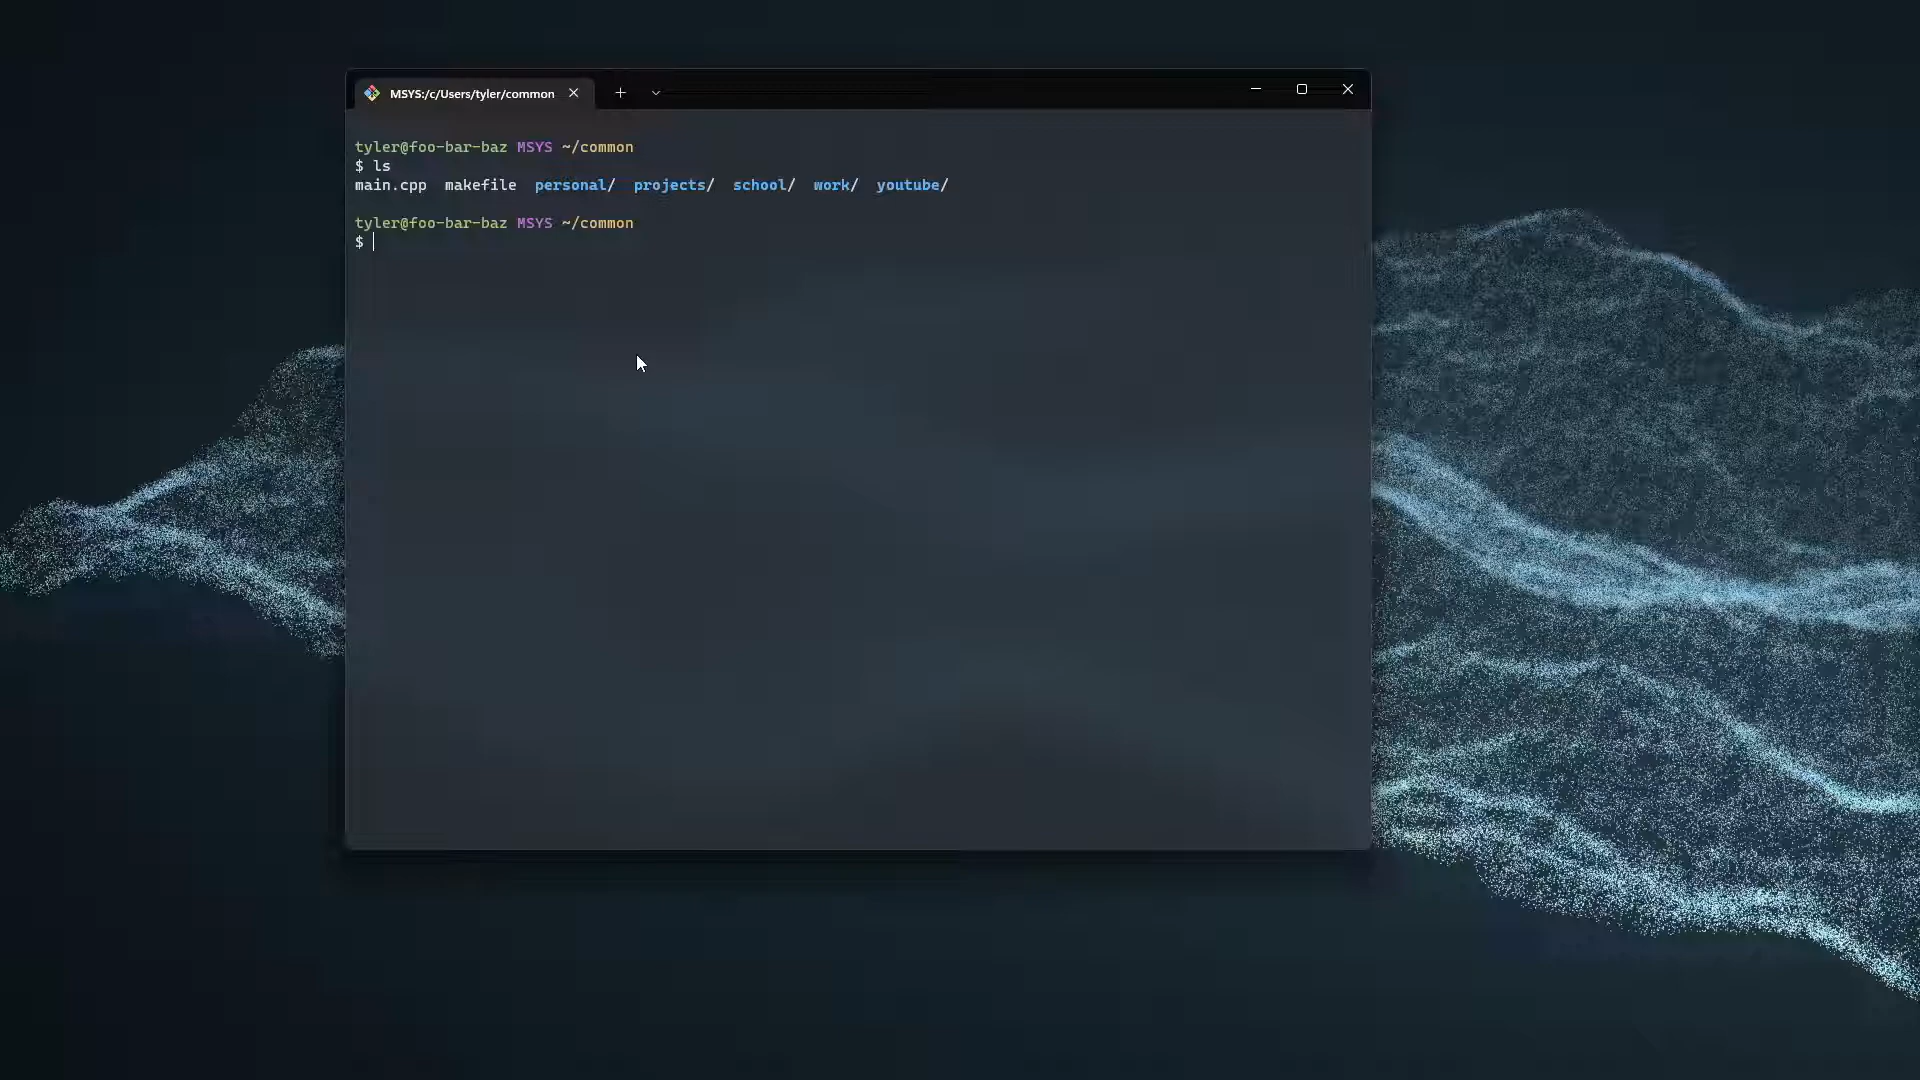 MSYS:/c/Users/tyler/common
tyler@foo-bar-baz MSYS ~/common
$ ls
main.cpp  makefile  personal/  projects/  school/  work/  youtube/
tyler@foo-bar-baz MSYS ~/common
$